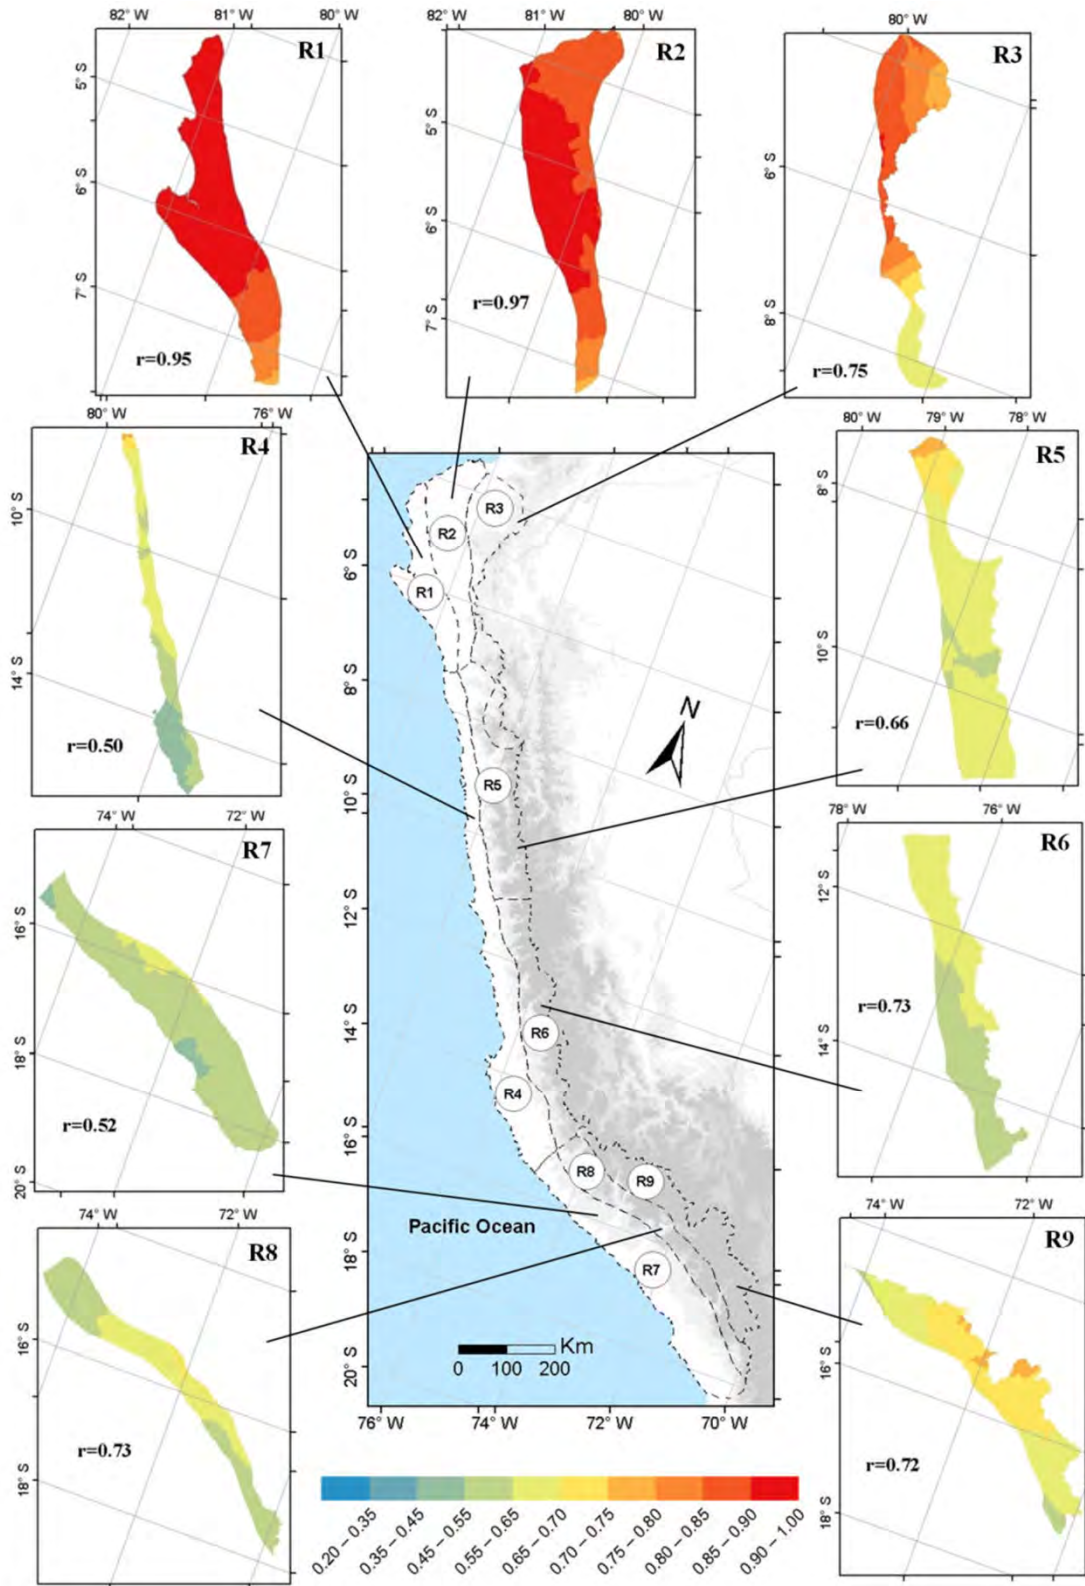 82° W 81° W 80° W
R1
5° S
6° S
7° S
r=0.95
82° W 81° W 80° W
R2
5° S
6° S
7° S
r=0.97
80° W
R3
6° S
8° S
r=0.75
80° W 76° W
R4
10° S
14° S
r=0.50
80° W 79° W 78° W
R5
8° S
10° S
r=0.66
74° W 72° W
R7
16° S
18° S
20° S
r=0.52
78° W 76° W
R6
12° S
14° S
r=0.73
74° W 72° W
R8
16° S
18° S
r=0.73
74° W 72° W
R9
16° S
18° S
r=0.72
R3
R2
R1
R5
R6
R4
R8
R9
R7
N
6° S
8° S
10° S
12° S
14° S
16° S
18° S
20° S
Pacific Ocean
Km
0 100 200
76° W 74° W 72° W 70° W
0.20 – 0.35
0.35 – 0.45
0.45 – 0.55
0.55 – 0.65
0.65 – 0.70
0.70 – 0.75
0.75 – 0.80
0.80 – 0.85
0.85 – 0.90
0.90 – 1.00